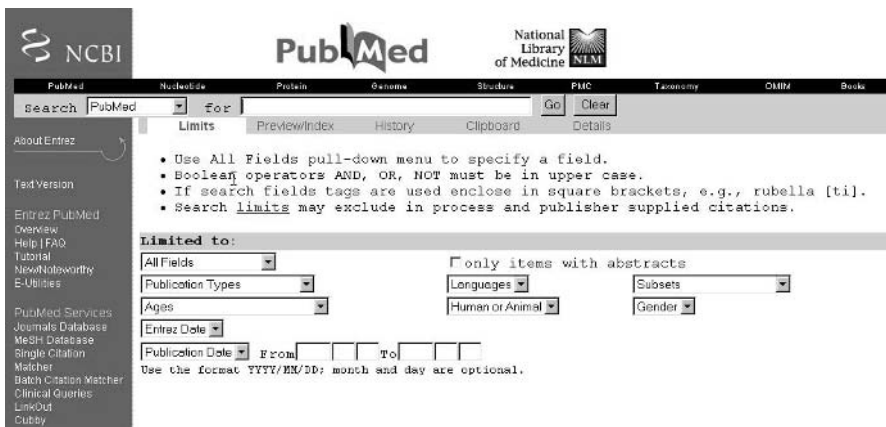 NCBI
PubMed
National
Library
of Medicine NLM
PubMed Nucleotide Protein Genome Structure PMC Taxonomy OMIM Books
Search PubMed for Go Clear
Limits Preview/Index History Clipboard Details
About Entrez
Text Version
Entrez PubMed
Overview
Help | FAQ
Tutorial
New/Noteworthy
E-Utilities
PubMed Services
Journals Database
MeSH Database
Single Citation
Matcher
Batch Citation Matcher
Clinical Queries
LinkOut
Cubby
• Use All Fields pull-down menu to specify a field.
• Boolean operators AND, OR, NOT must be in upper case.
• If search fields tags are used enclose in square brackets, e.g., rubella [ti].
• Search limits may exclude in process and publisher supplied citations.
Limited to:
All Fields only items with abstracts
Publication Types Languages Subsets
Ages Human or Animal Gender
Entrez Date
Publication Date From To
Use the format YYYY/MM/DD; month and day are optional.